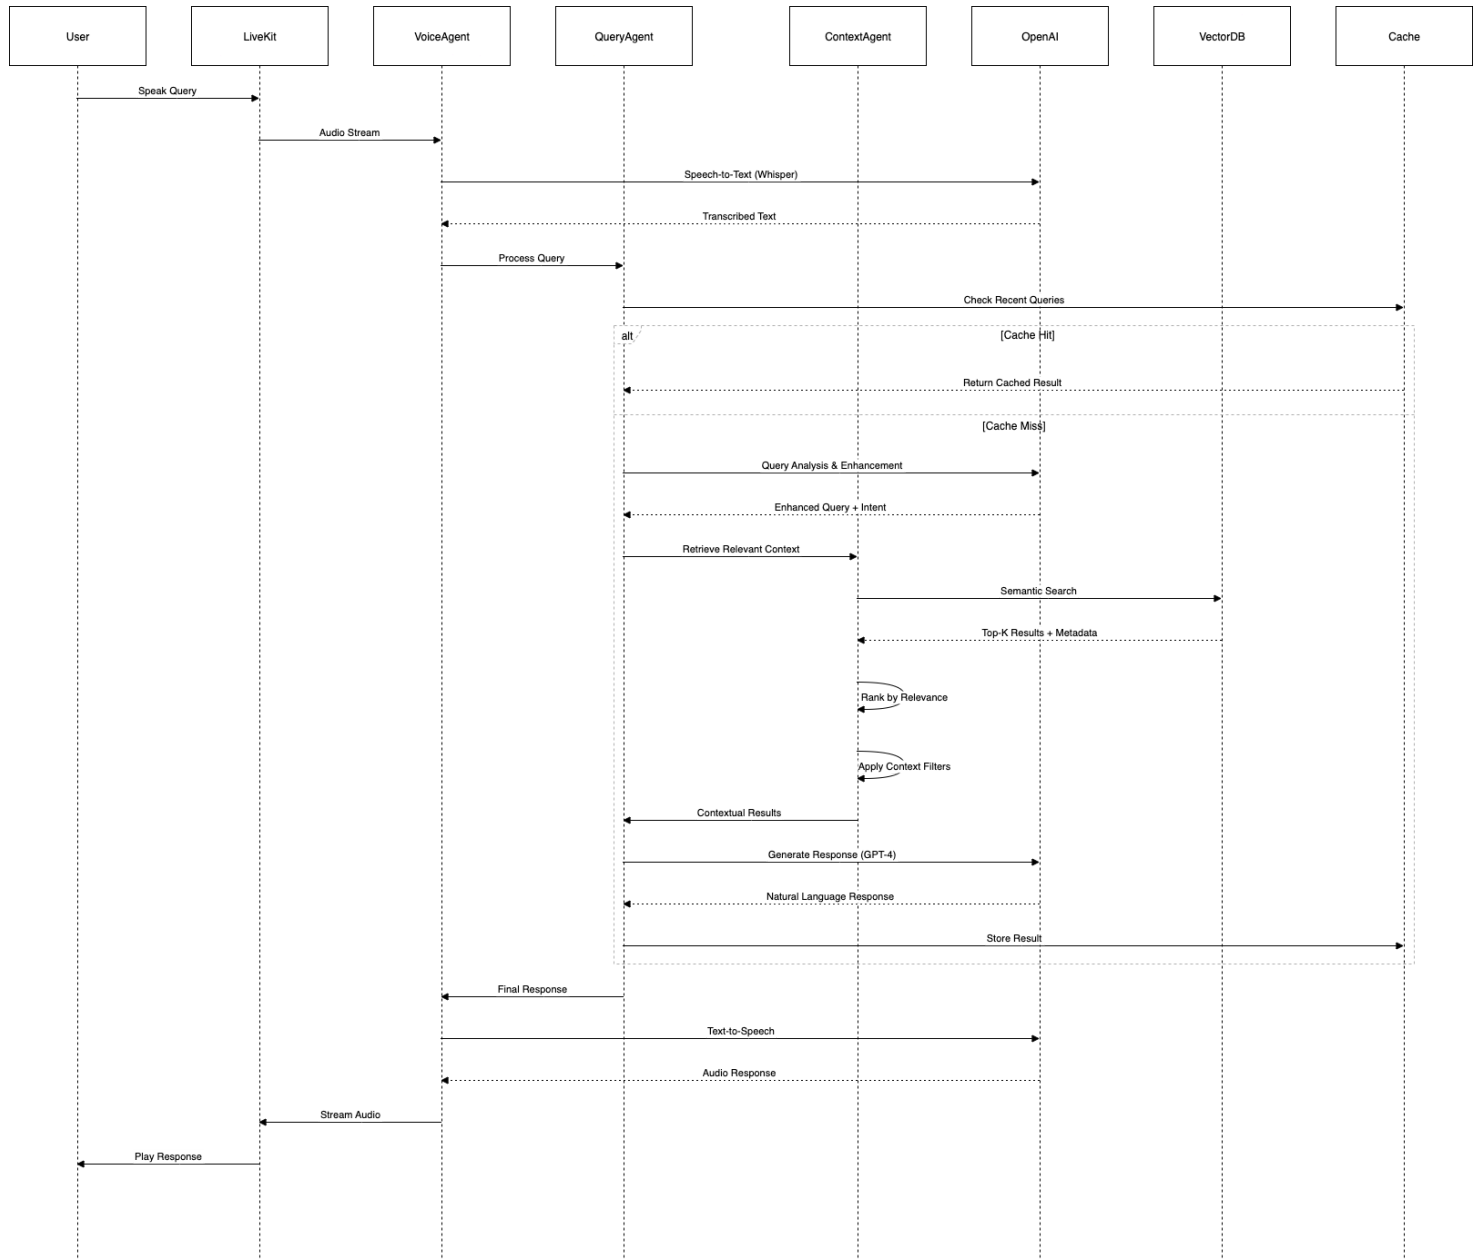 User
LiveKit
VoiceAgent
QueryAgent
ContextAgent
OpenAI
VectorDB
Cache
Speak Query
Audio Stream
Speech-to-Text (Whisper)
Transcribed Text
Process Query
Check Recent Queries
alt
[Cache Hit]
Return Cached Result
[Cache Miss]
Query Analysis & Enhancement
Enhanced Query + Intent
Retrieve Relevant Context
Semantic Search
Top-K Results + Metadata
Rank by Relevance
Apply Context Filters
Contextual Results
Generate Response (GPT-4)
Natural Language Response
Store Result
Final Response
Text-to-Speech
Audio Response
Stream Audio
Play Response